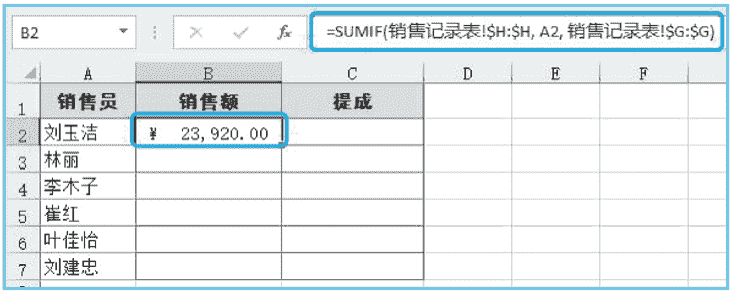 B2 fx =SUMIF(销售记录表!$H:$H, A2, 销售记录表!$G:$G)
A B C D E F
1 销售员 销售额 提成
2 刘玉洁 ¥ 23,920.00
3 林丽
4 李木子
5 崔红
6 叶佳怡
7 刘建忠